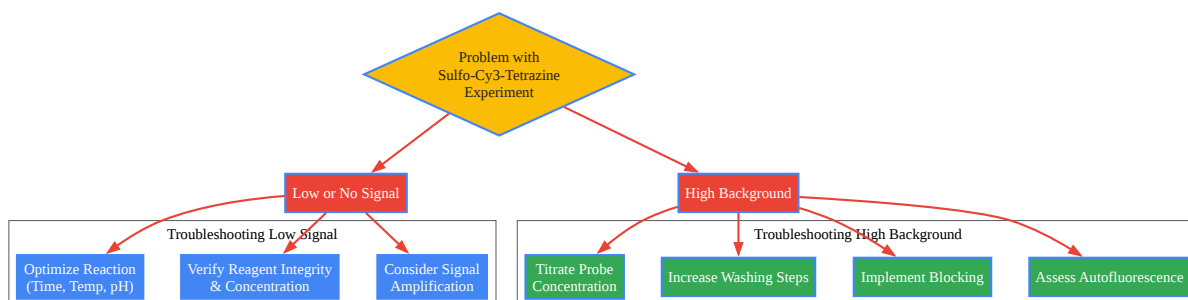 Problem with
Sulfo-Cy3-Tetrazine
Experiment
Low or No Signal
High Background
Troubleshooting Low Signal
Troubleshooting High Background
Optimize Reaction
(Time, Temp, pH)
Verify Reagent Integrity
& Concentration
Consider Signal
Amplification
Titrate Probe
Concentration
Increase Washing Steps
Implement Blocking
Assess Autofluorescence